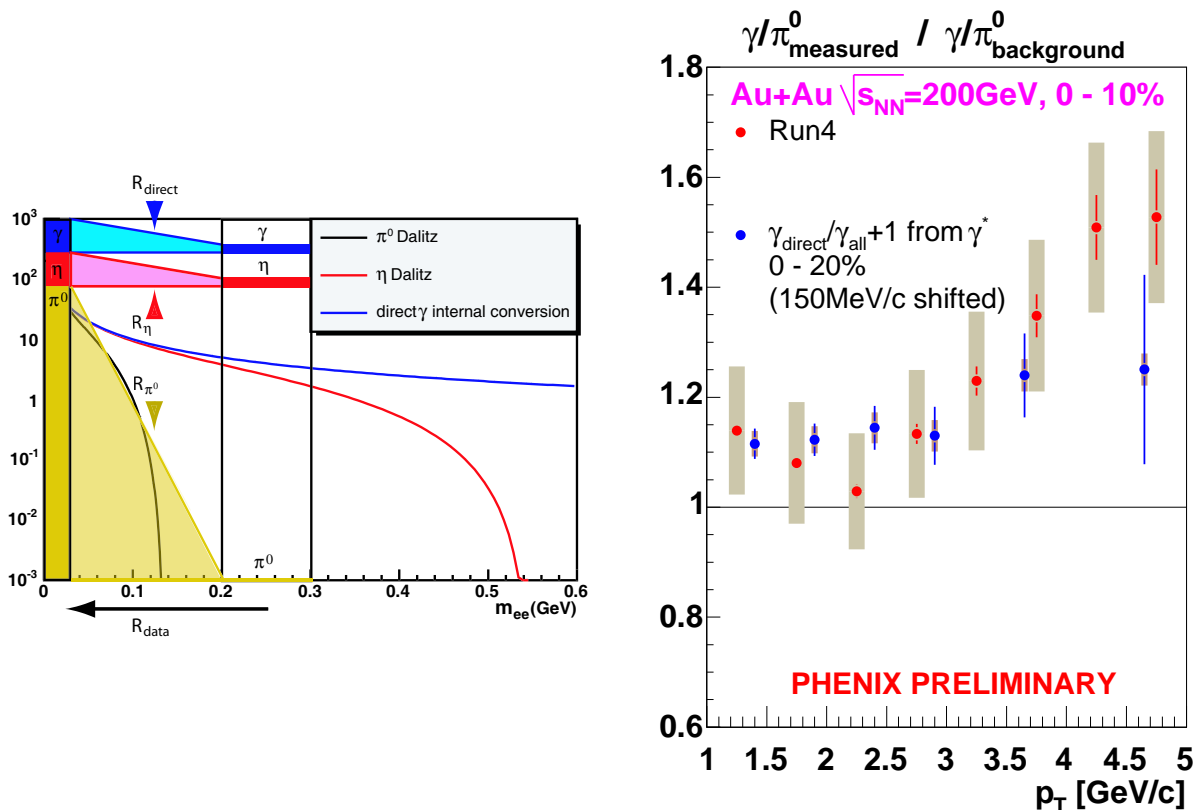 R_direct
10^3
10^2
10
1
10^-1
10^-2
10^-3
γ
η
π^0
γ
η
π^0
R_η
R_π^0
π^0 Dalitz
η Dalitz
direct γ internal conversion
0 0.1 0.2 0.3 0.4 0.5 0.6
m_ee(GeV)
R_data
γ/π^0_measured / γ/π^0_background
1.8
1.6
1.4
1.2
1
0.8
0.6
Au+Au √s_NN=200GeV, 0 - 10%
Run4
γ_direct/γ_all+1 from γ^*
0 - 20%
(150MeV/c shifted)
PHENIX PRELIMINARY
1 1.5 2 2.5 3 3.5 4 4.5 5
p_T [GeV/c]